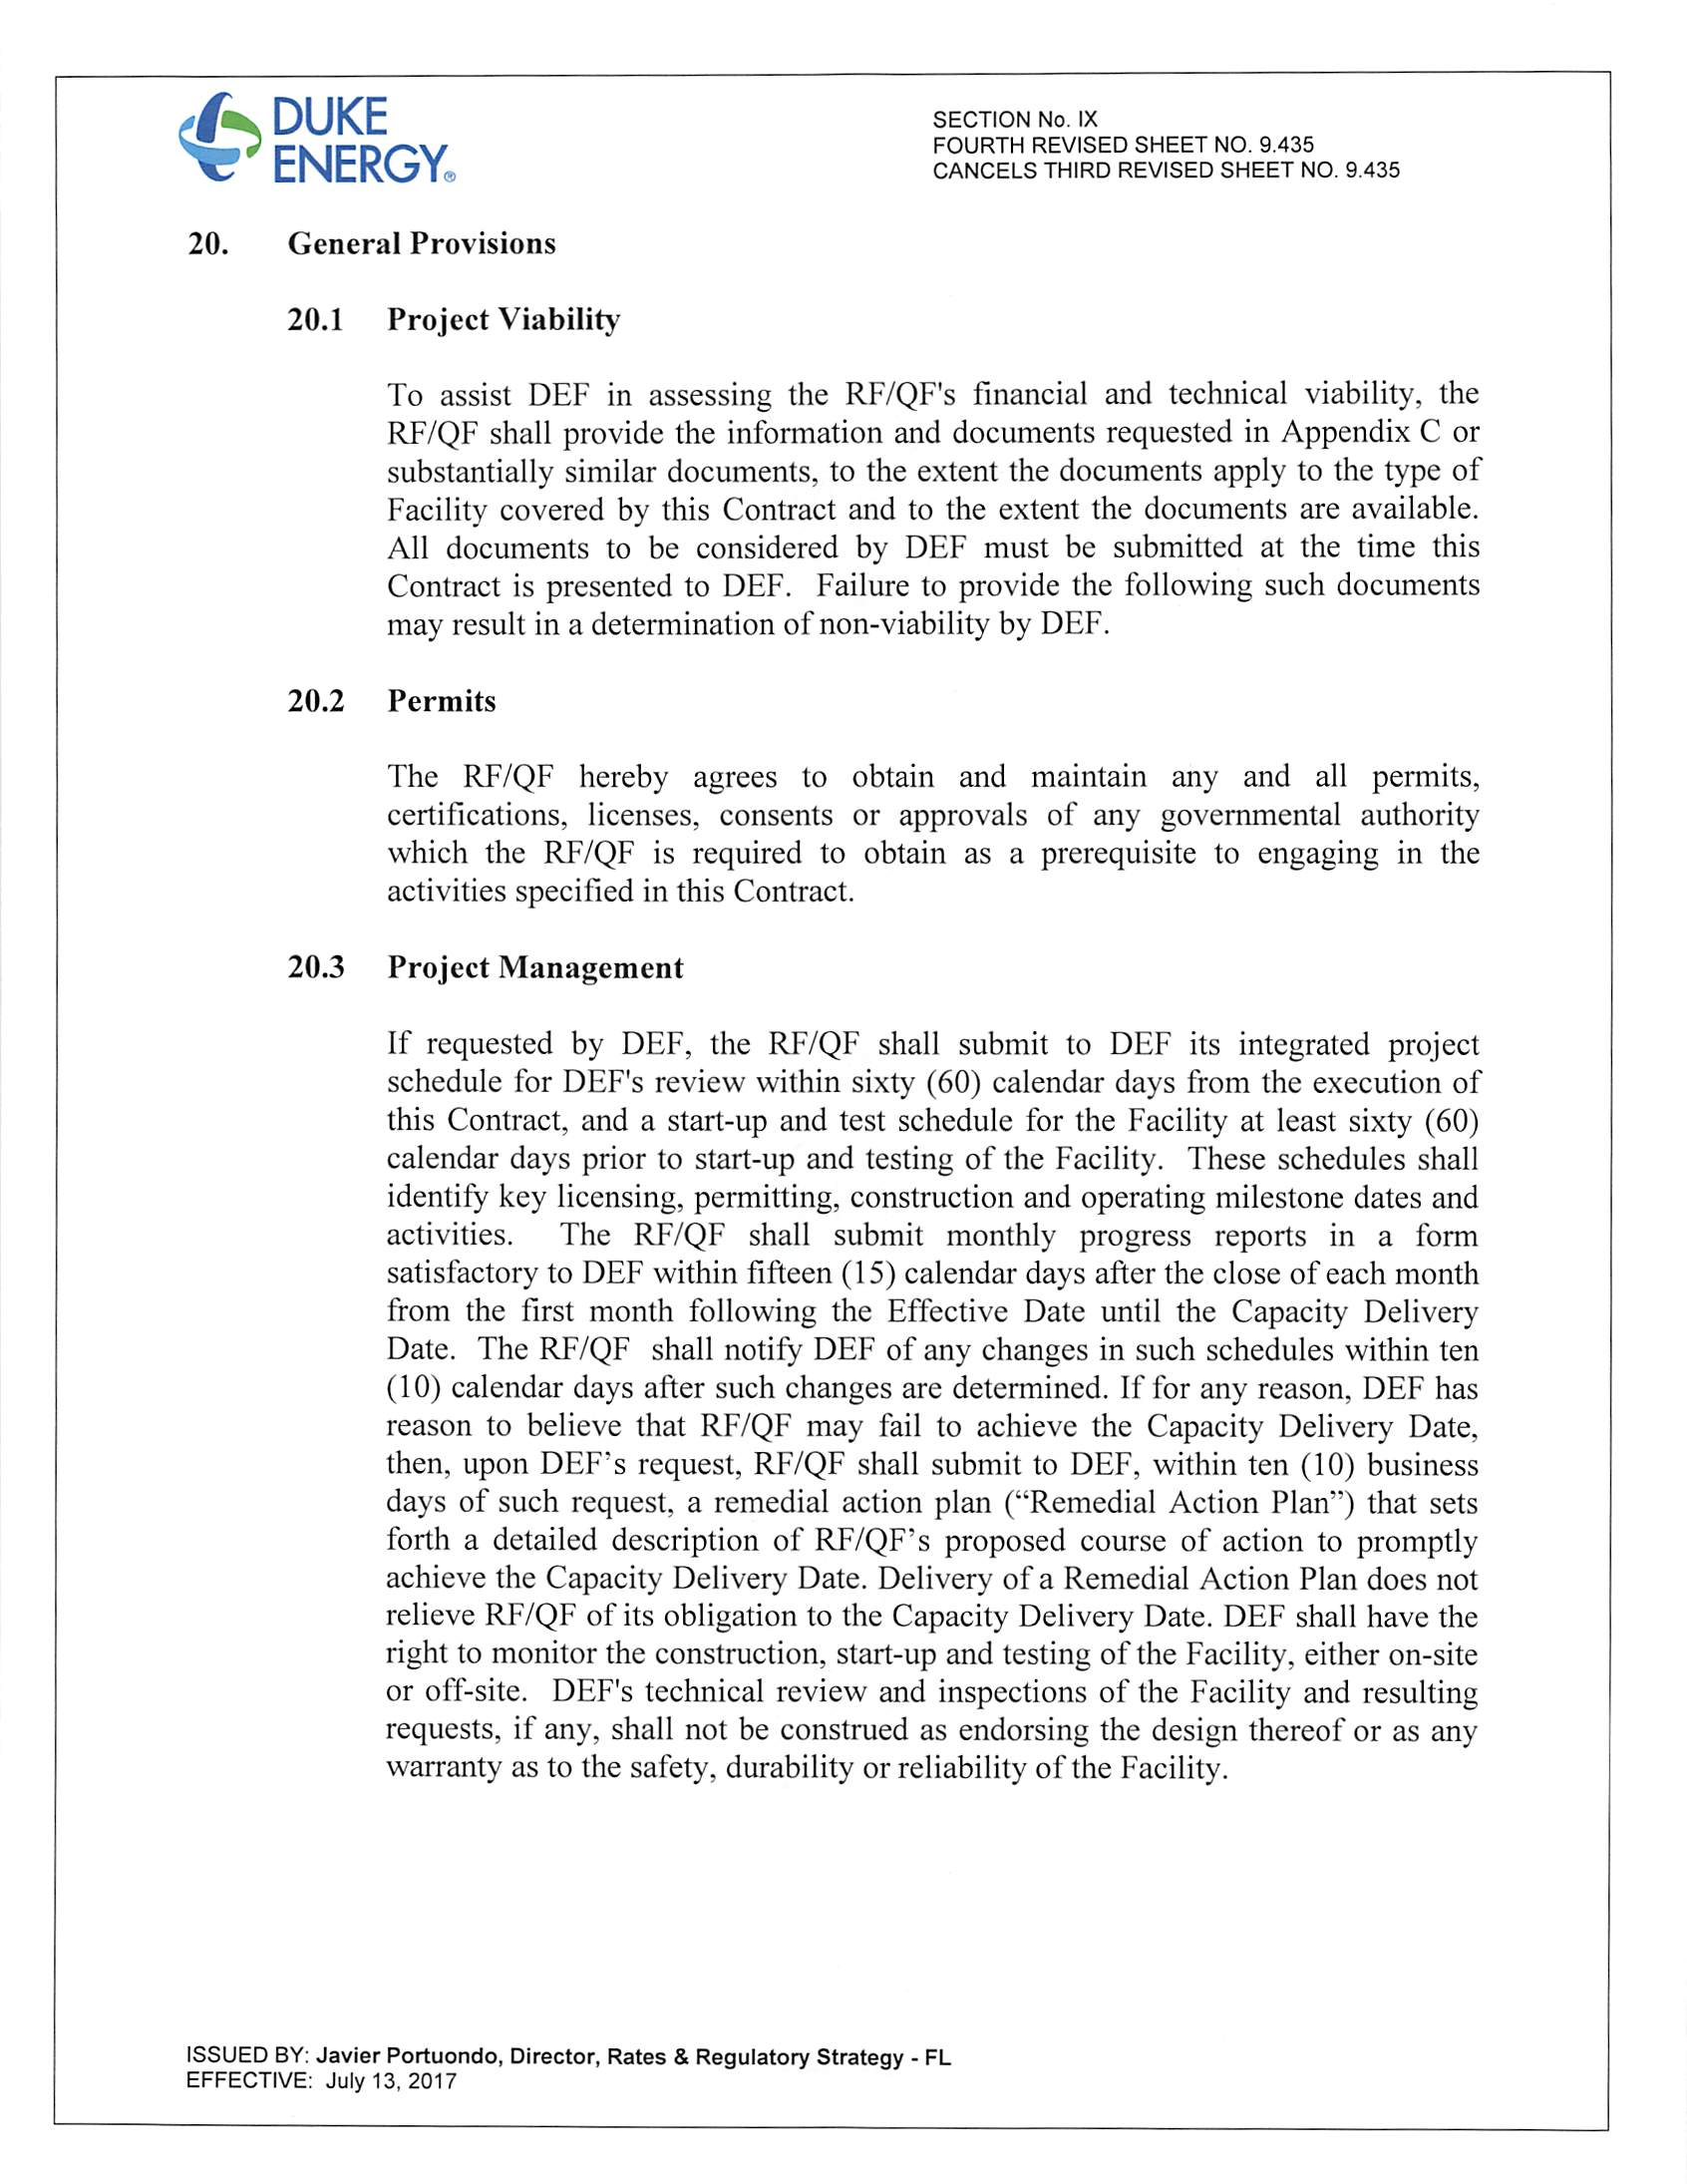 DUKE
ENERGY®
SECTION No. IX
FOURTH REVISED SHEET NO. 9.435
CANCELS THIRD REVISED SHEET NO. 9.435
20. General Provisions
20.1 Project Viability
To assist DEF in assessing the RF/QF's financial and technical viability, the
RF/QF shall provide the information and documents requested in Appendix C or
substantially similar documents, to the extent the documents apply to the type of
Facility covered by this Contract and to the extent the documents are available.
All documents to be considered by DEF must be submitted at the time this
Contract is presented to DEF. Failure to provide the following such documents
may result in a determination of non-viability by DEF.
20.2 Permits
The RF/QF hereby agrees to obtain and maintain any and all permits,
certifications, licenses, consents or approvals of any governmental authority
which the RF/QF is required to obtain as a prerequisite to engaging in the
activities specified in this Contract.
20.3 Project Management
If requested by DEF, the RF/QF shall submit to DEF its integrated project
schedule for DEF's review within sixty (60) calendar days from the execution of
this Contract, and a start-up and test schedule for the Facility at least sixty (60)
calendar days prior to start-up and testing of the Facility. These schedules shall
identify key licensing, permitting, construction and operating milestone dates and
activities. The RF/QF shall submit monthly progress reports in a form
satisfactory to DEF within fifteen (15) calendar days after the close of each month
from the first month following the Effective Date until the Capacity Delivery
Date. The RF/QF shall notify DEF of any changes in such schedules within ten
(10) calendar days after such changes are determined. If for any reason, DEF has
reason to believe that RF/QF may fail to achieve the Capacity Delivery Date,
then, upon DEF’s request, RF/QF shall submit to DEF, within ten (10) business
days of such request, a remedial action plan (“Remedial Action Plan”) that sets
forth a detailed description of RF/QF’s proposed course of action to promptly
achieve the Capacity Delivery Date. Delivery of a Remedial Action Plan does not
relieve RF/QF of its obligation to the Capacity Delivery Date. DEF shall have the
right to monitor the construction, start-up and testing of the Facility, either on-site
or off-site. DEF's technical review and inspections of the Facility and resulting
requests, if any, shall not be construed as endorsing the design thereof or as any
warranty as to the safety, durability or reliability of the Facility.
ISSUED BY: Javier Portuondo, Director, Rates & Regulatory Strategy - FL
EFFECTIVE: July 13, 2017